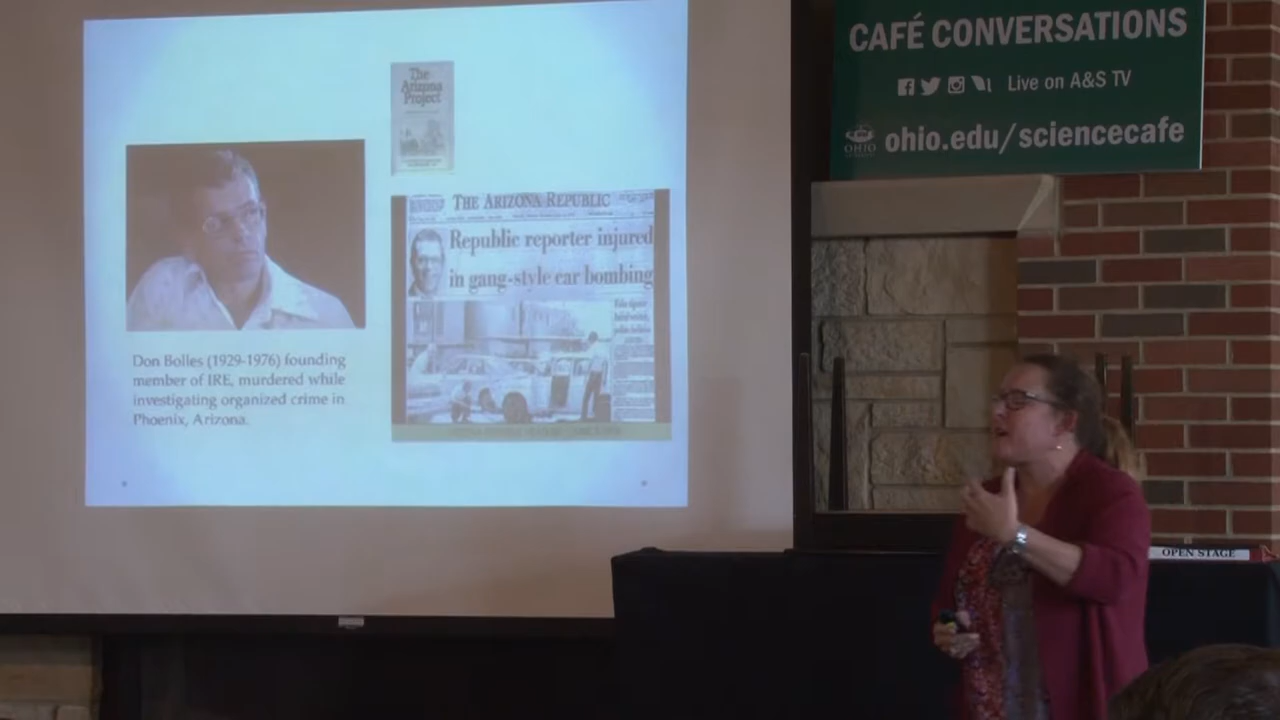 The
Arizona
Project
Don Bolles (1929-1976) founding
member of IRE, murdered while
investigating organized crime in
Phoenix, Arizona.
THE ARIZONA REPUBLIC
Republic reporter injured
in gang-style car bombing
CAFÉ CONVERSATIONS
Live on A&S TV
OHIO
ohio.edu/sciencecafe
OPEN STAGE